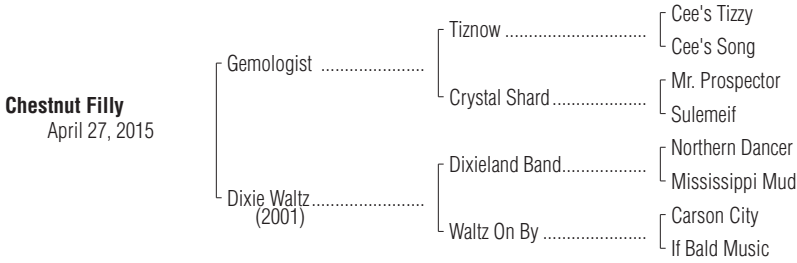 Cee's Tizzy
Tiznow ..............................
Cee's Song
Gemologist ......................
Mr. Prospector
Crystal Shard....................
Sulemeif
Chestnut Filly
April 27, 2015
Northern Dancer
Dixieland Band..................
Mississippi Mud
Dixie Waltz........................
(2001)
Carson City
Waltz On By ......................
If Bald Music